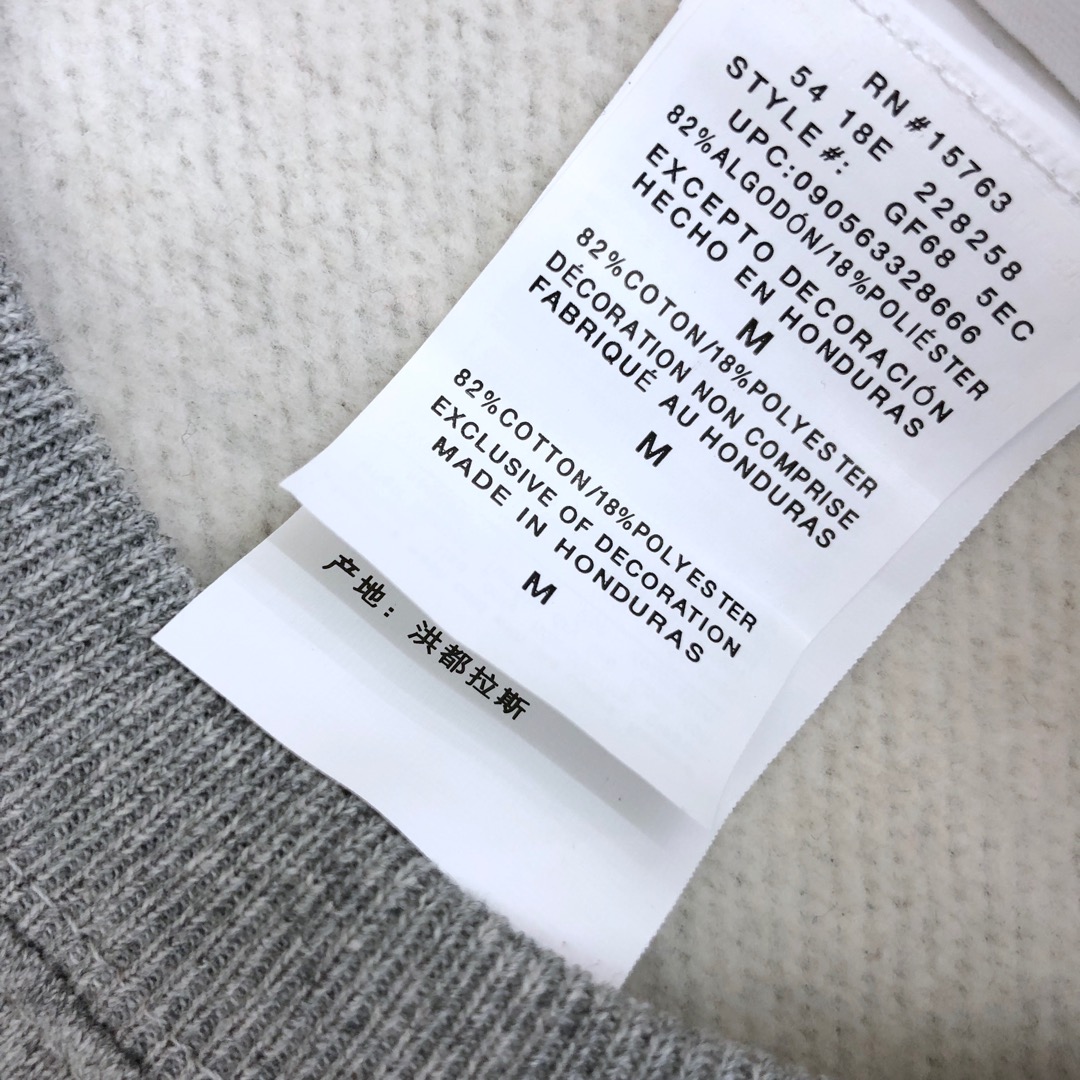 RN #15763
54 18E 228258
STYLE #: GF68 5EC
UPC:090563328666
82%ALGODÓN/18%POLIÉSTER
EXCEPTO DECORACIÓN
HECHO EN HONDURAS
M
82%COTON/18%POLYESTER
DÉCORATION NON COMPRISE
FABRIQUÉ AU HONDURAS
M
82%COTTON/18%POLYESTER
EXCLUSIVE OF DECORATION
MADE IN HONDURAS
M
产地：洪都拉斯